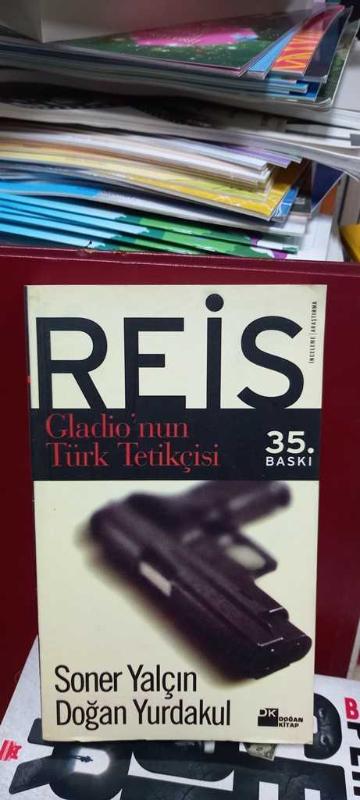 REİS
İNCELEME | ARAŞTIRMA
Gladio'nun
Türk Tetikçisi
35.
BASKI
Soner Yalçın
Doğan Yurdakul
DK
DOĞAN
KİTAP